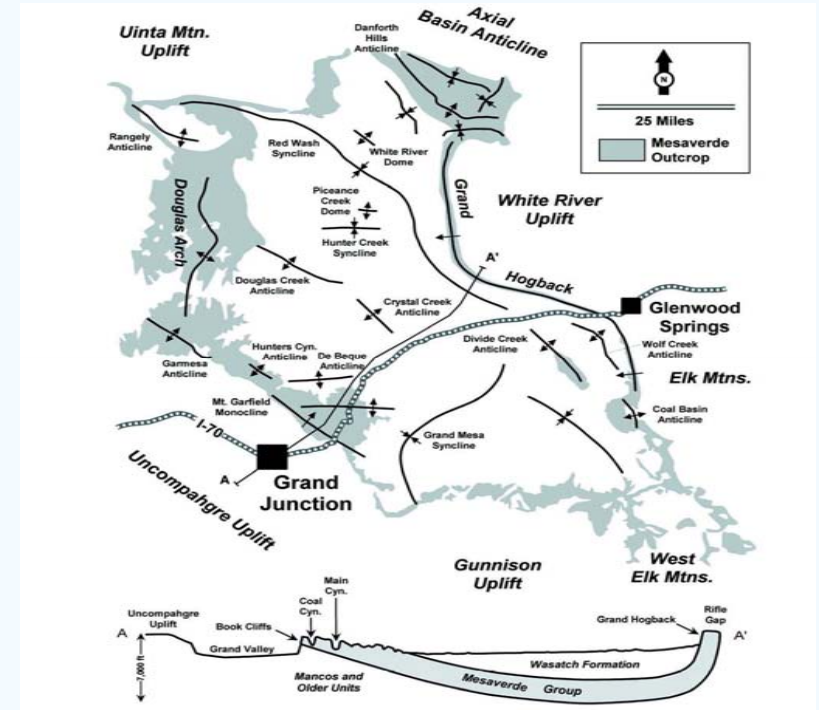 Uinta Mtn.
Uplift
Danforth
Hills
Anticline
Axial
Basin Anticline
N
25 Miles
Mesaverde
Outcrop
Rangely
Anticline
Red Wash
Syncline
White River
Dome
Douglas Arch
Piceance
Creek
Dome
Grand
White River
Uplift
Hunter Creek
Syncline
A'
Hogback
Douglas Creek
Anticline
Crystal Creek
Anticline
Glenwood
Springs
Divide Creek
Anticline
Wolf Creek
Anticline
Garmesa
Anticline
Hunters Cyn.
Anticline
De Beque
Anticline
Elk Mtns.
Mt. Garfield
Monocline
Coal Basin
Anticline
I-70
Grand Mesa
Syncline
A
Grand
Junction
Uncompahgre Uplift
Gunnison
Uplift
West
Elk Mtns.
Main
Cyn.
Coal
Cyn.
Uncompahgre
Uplift
Book Cliffs
Grand Hogback
Rifle
Gap
A
A'
Grand Valley
7,000 ft
Wasatch Formation
Mancos and
Older Units
Mesaverde Group